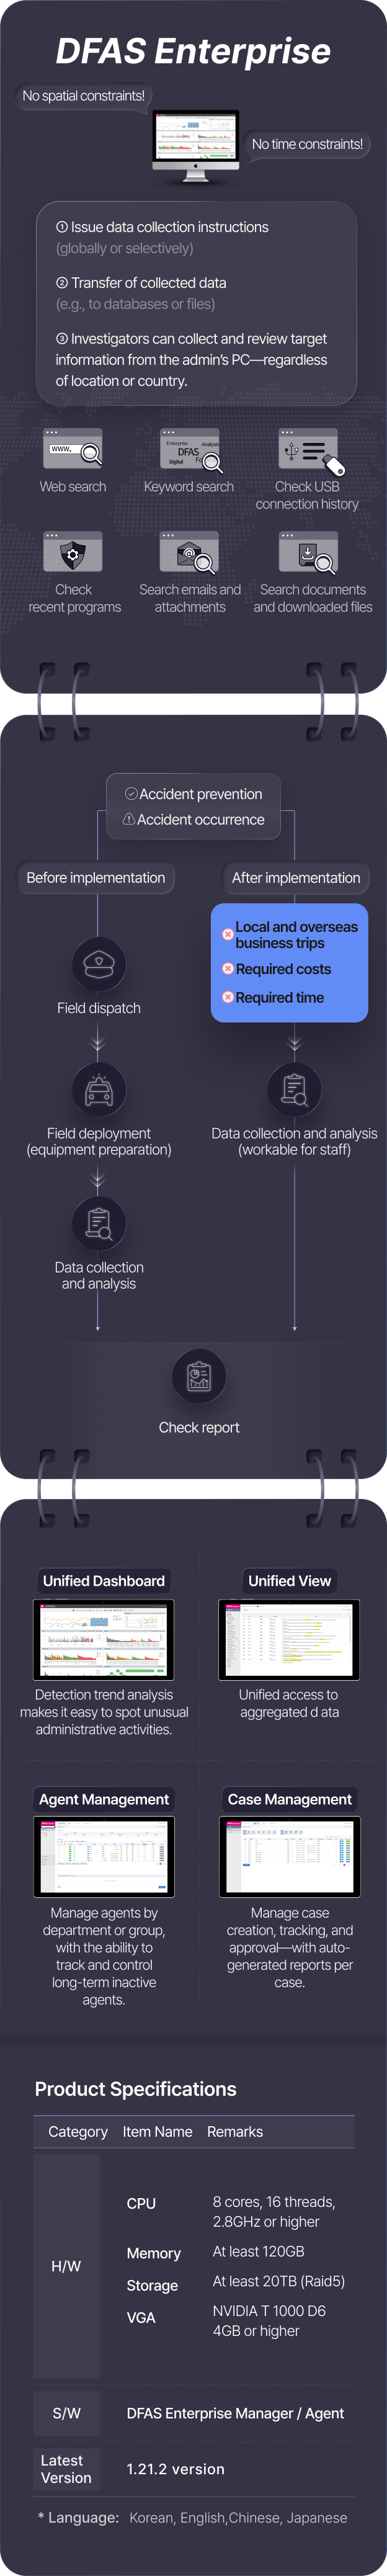 DFAS Enterprise
No spatial constraints!
No time constraints!
① Issue data collection instructions
(globally or selectively)
② Transfer of collected data
(e.g., to databases or files)
③ Investigators can collect and review target
information from the admin's PC—regardless
of location or country.
www.
Enterprise
DFAS
Digital
Web search
Keyword search
Check USB
connection history
Check
recent programs
Search emails and
attachments
Search documents
and downloaded files
Accident prevention
Accident occurrence
Before implementation
After implementation
Local and overseas
business trips
Required costs
Required time
Field dispatch
Field deployment
(equipment preparation)
Data collection and analysis
(workable for staff)
Data collection
and analysis
Check report
Unified Dashboard
Unified View
Detection trend analysis
makes it easy to spot unusual
administrative activities.
Unified access to
aggregated d ata
Agent Management
Case Management
Manage agents by
department or group,
with the ability to
track and control
long-term inactive
agents.
Manage case
creation, tracking, and
approval—with auto-
generated reports per
case.
Product Specifications
Category Item Name Remarks
H/W
CPU 8 cores, 16 threads,
2.8GHz or higher
Memory At least 120GB
Storage At least 20TB (Raid5)
VGA NVIDIA T 1000 D6
4GB or higher
S/W DFAS Enterprise Manager / Agent
Latest
Version
1.21.2 version
* Language: Korean, English,Chinese, Japanese